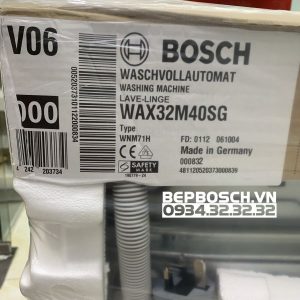 V06
000
BOSCH
WASCHVOLLAUTOMAT
WASHING MACHINE
LAVE-LINGE
WAX32M40SG
Type
WNM71H
FD: 0112 061004
Made in Germany
000832
SAFETY
MARK
BEPBOSCH.VN
0934.32.32.32